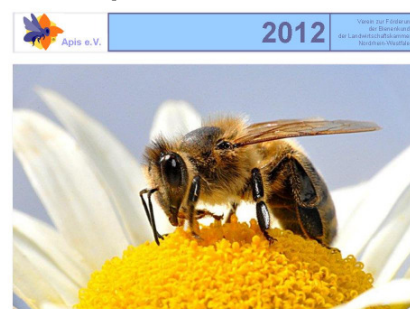 Apis e.V.
2012
Verein zur Förderung
der Bienenkunde
der Landwirtschaftskammer
Nordrhein-Westfalen